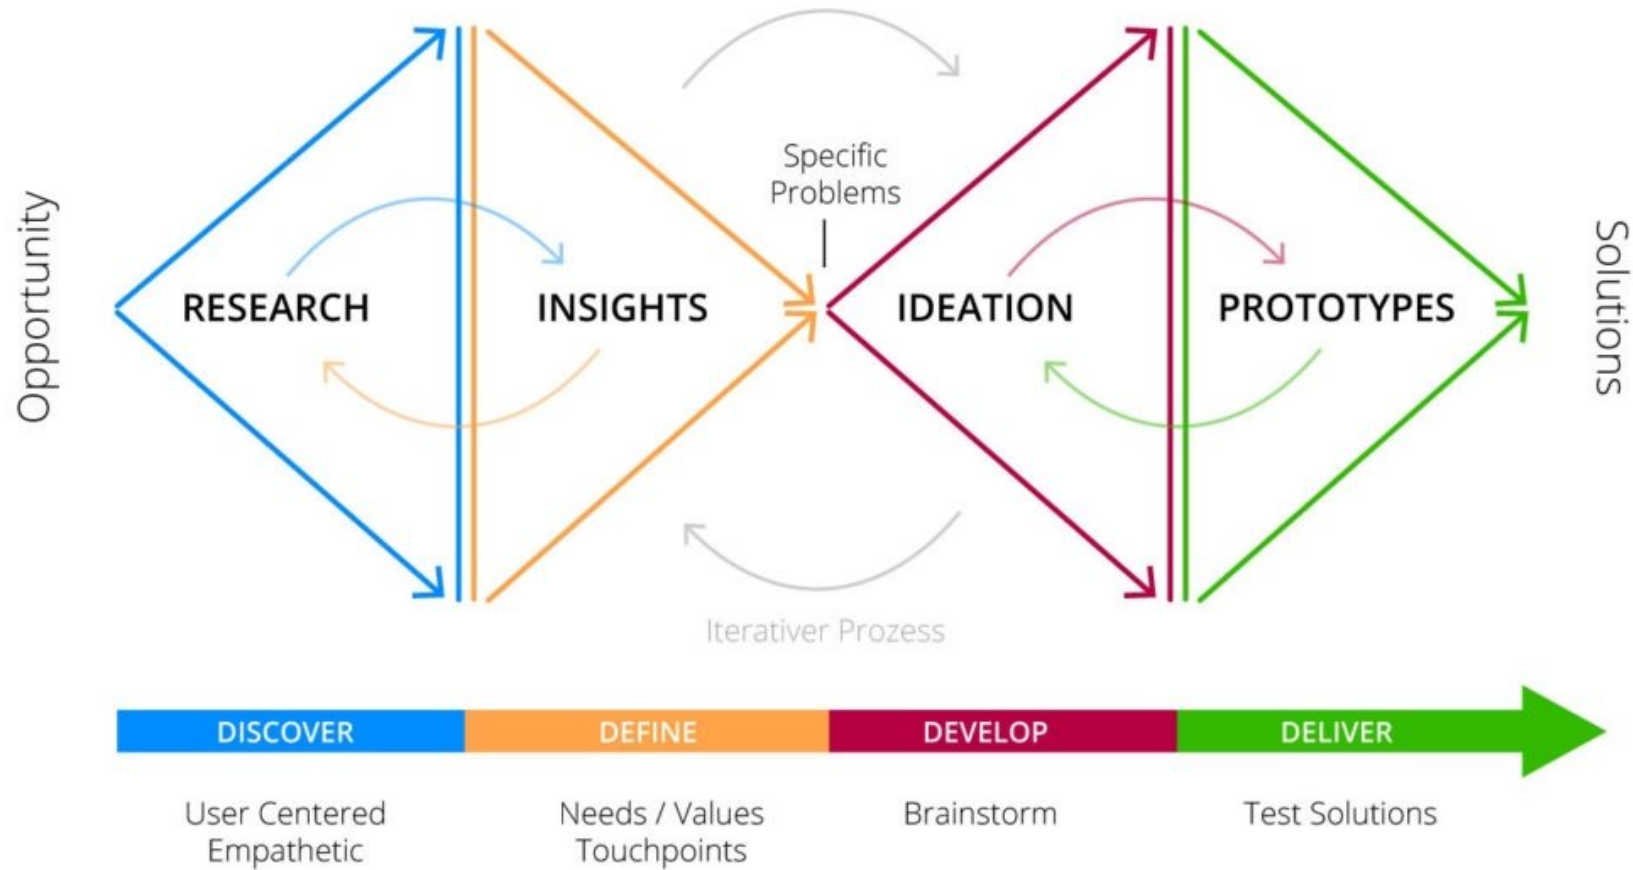 Opportunity
Specific
Problems
RESEARCH
INSIGHTS
IDEATION
PROTOTYPES
Solutions
Iterativer Prozess
DISCOVER
DEFINE
DEVELOP
DELIVER
User Centered
Empathetic
Needs / Values
Touchpoints
Brainstorm
Test Solutions